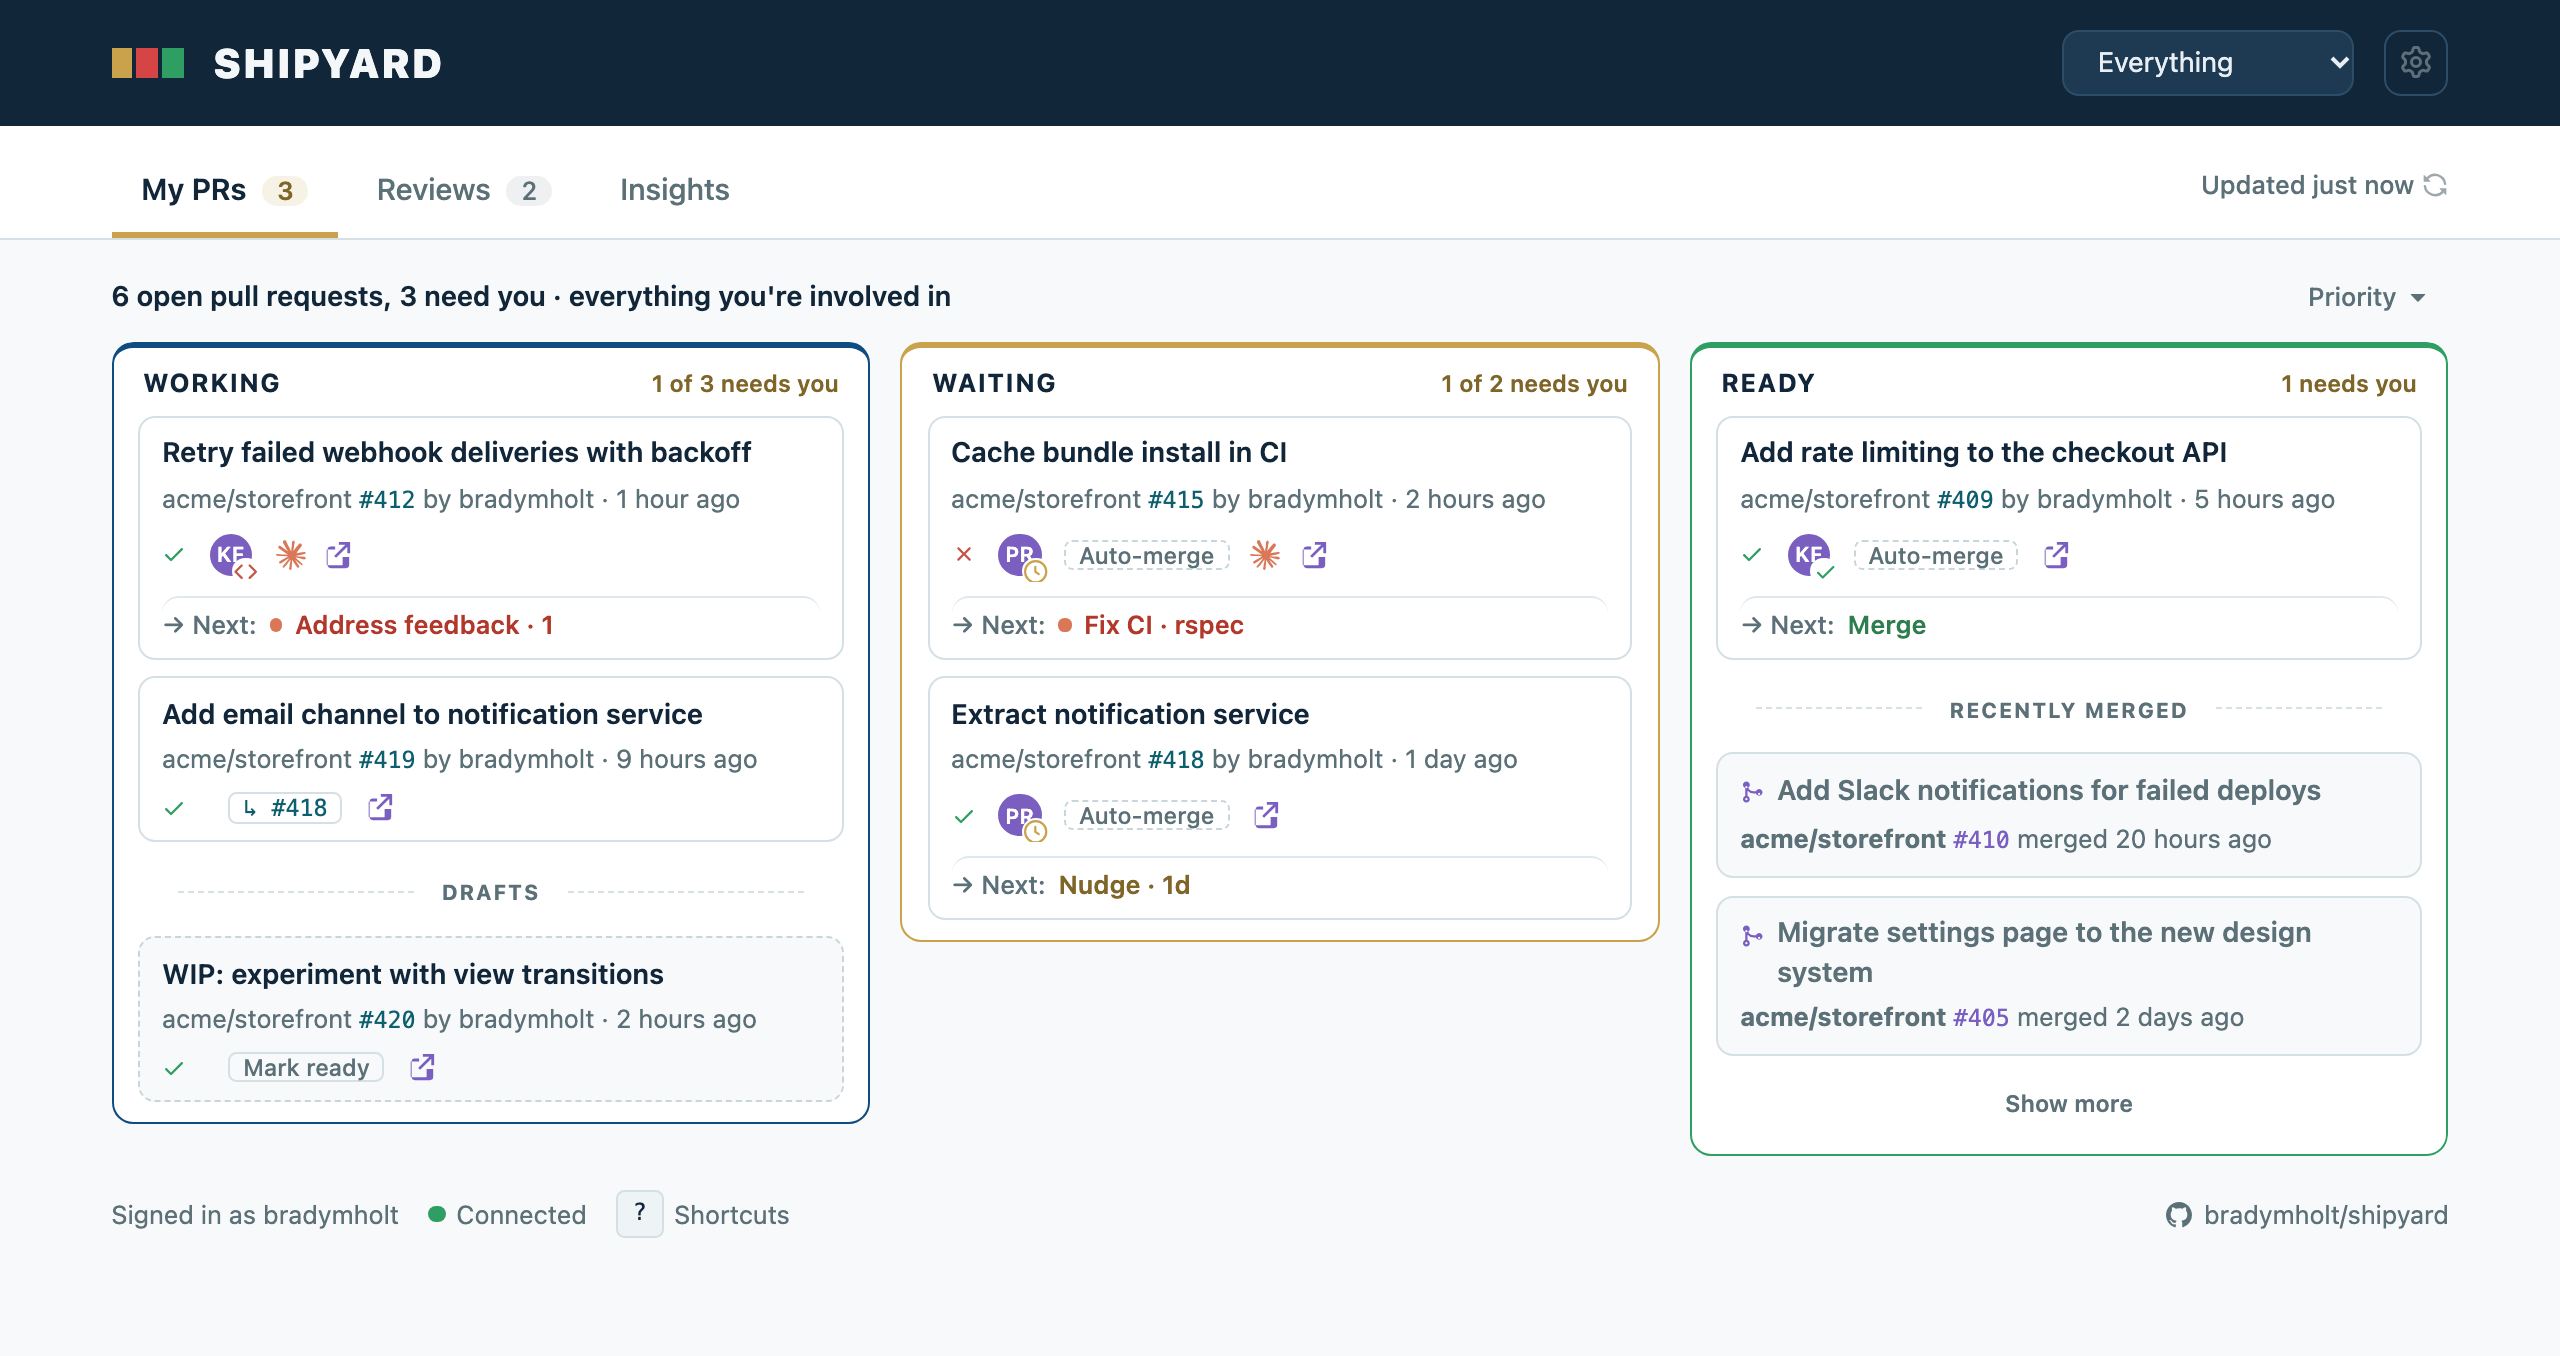 SHIPYARD
Everything
My PRs 3
Reviews 2
Insights
Updated just now
6 open pull requests, 3 need you · everything you're involved in
Priority
WORKING
1 of 3 needs you
Retry failed webhook deliveries with backoff
acme/storefront #412 by bradymholt · 1 hour ago
KF
→ Next: Address feedback · 1
Add email channel to notification service
acme/storefront #419 by bradymholt · 9 hours ago
↳ #418
DRAFTS
WIP: experiment with view transitions
acme/storefront #420 by bradymholt · 2 hours ago
Mark ready
WAITING
1 of 2 needs you
Cache bundle install in CI
acme/storefront #415 by bradymholt · 2 hours ago
PR Auto-merge
→ Next: Fix CI · rspec
Extract notification service
acme/storefront #418 by bradymholt · 1 day ago
PR Auto-merge
→ Next: Nudge · 1d
READY
1 needs you
Add rate limiting to the checkout API
acme/storefront #409 by bradymholt · 5 hours ago
KF Auto-merge
→ Next: Merge
RECENTLY MERGED
Add Slack notifications for failed deploys
acme/storefront #410 merged 20 hours ago
Migrate settings page to the new design
system
acme/storefront #405 merged 2 days ago
Show more
Signed in as bradymholt
Connected
? Shortcuts
bradymholt/shipyard